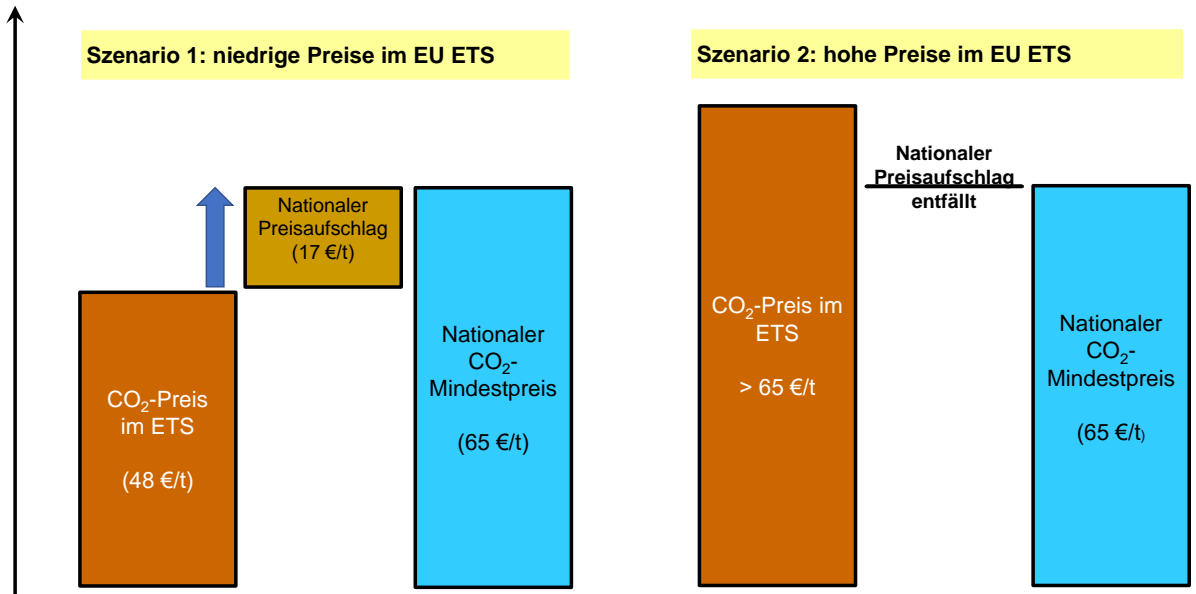 Szenario 1: niedrige Preise im EU ETS
Nationaler
Preisaufschlag
(17 €/t)
CO₂-Preis
im ETS
(48 €/t)
Nationaler
CO₂-
Mindestpreis
(65 €/t)
Szenario 2: hohe Preise im EU ETS
CO₂-Preis im
ETS
> 65 €/t
Nationaler
Preisaufschlag
entfällt
Nationaler
CO₂-
Mindestpreis
(65 €/t)